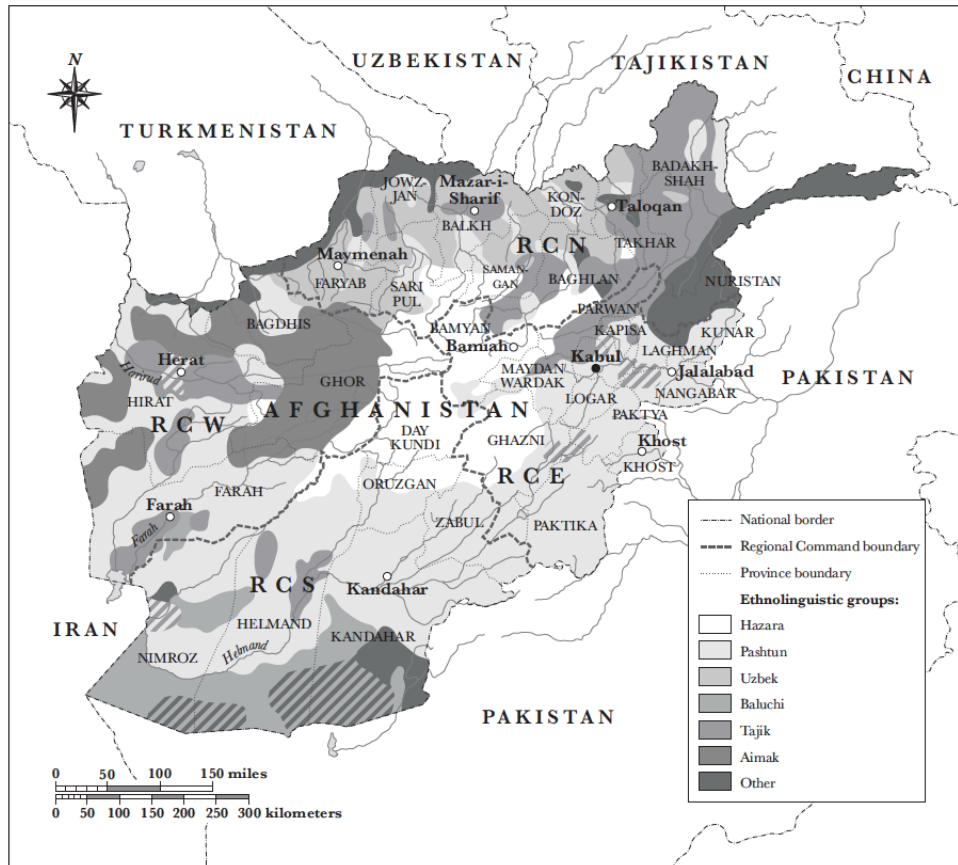 N
UZBEKISTAN
TAJIKISTAN
CHINA
TURKMENISTAN
BADAKH-
SHAH
JOWZ-
JAN
Mazar-i-
Sharif
BALKH
KON-
DOZ
Taloqan
TAKHAR
RCN
Maymenah
FARYAB
SARI
PUL
SAMAN-
GAN
BAGHLAN
NURISTAN
PARWAN
BAGDHIS
BAMYAN
Bamiah
KAPISA
KUNAR
LAGHMAN
Kabul
Jalalabad
PAKISTAN
Herat
Harirud
HIRAT
GHOR
MAYDAN
WARDAK
NANGABAR
LOGAR
PAKTYA
AFGHANISTAN
RCW
DAY
KUNDI
GHAZNI
Khost
KHOST
RCE
ORUZGAN
FARAH
Farah
Farah
ZABUL
PAKTIKA
RCS
Kandahar
IRAN
HELMAND
KANDAHAR
NIMROZ
Helmand
PAKISTAN
National border
Regional Command boundary
Province boundary
Ethnolinguistic groups:
Hazara
Pashtun
Uzbek
Baluchi
Tajik
Aimak
Other
0 50 100 150 miles
0 50 100 150 200 250 300 kilometers